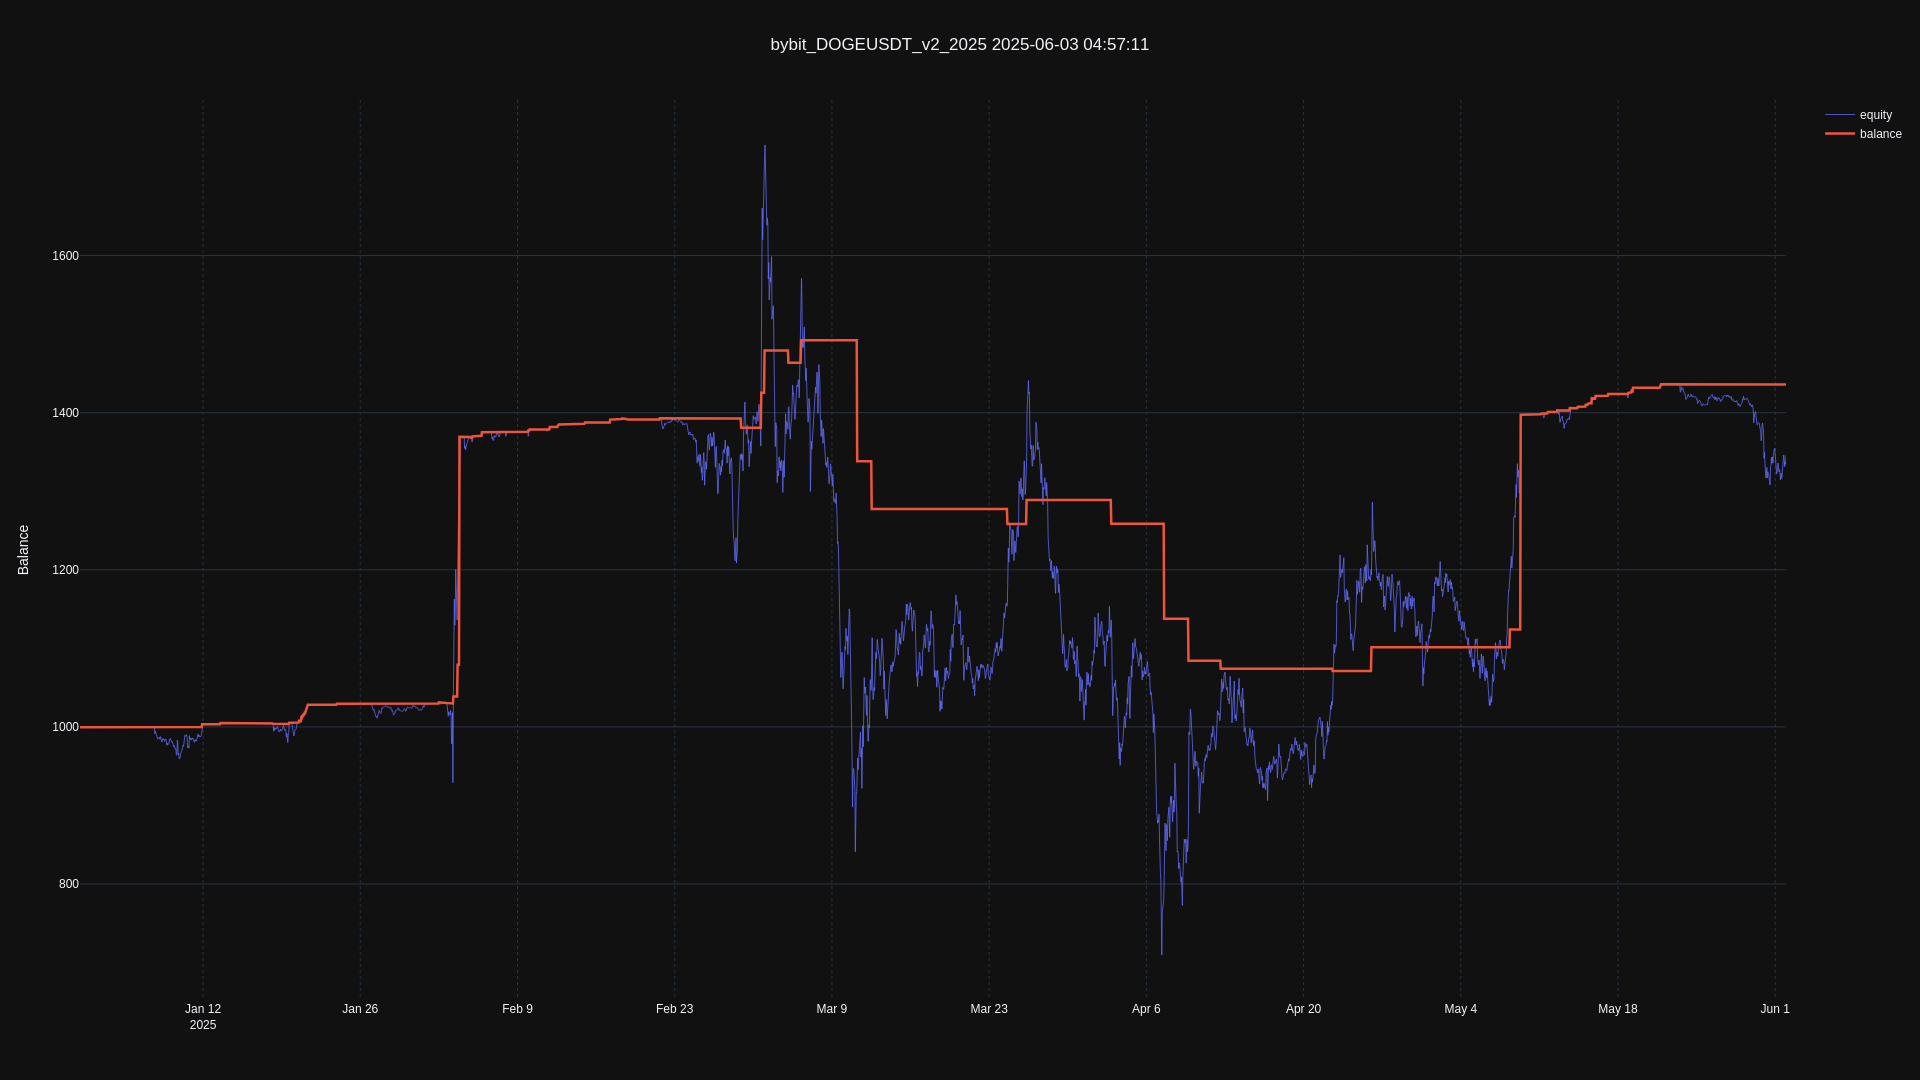 bybit_DOGEUSDT_v2_2025 2025-06-03 04:57:11
equity
balance
1600
1400
1200
1000
800
Balance
Jan 12
2025
Jan 26
Feb 9
Feb 23
Mar 9
Mar 23
Apr 6
Apr 20
May 4
May 18
Jun 1